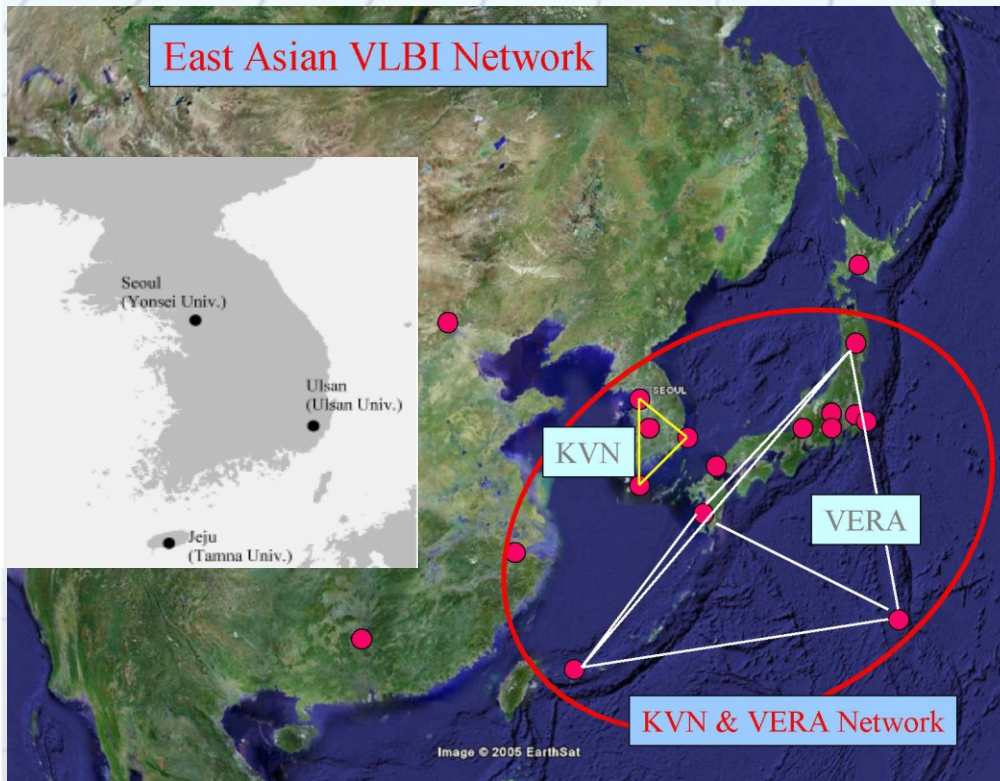 East Asian VLBI Network
Seoul
(Yonsei Univ.)
Ulsan
(Ulsan Univ.)
Jeju
(Tamna Univ.)
SEOUL
KVN
VERA
KVN & VERA Network
Image © 2005 EarthSat